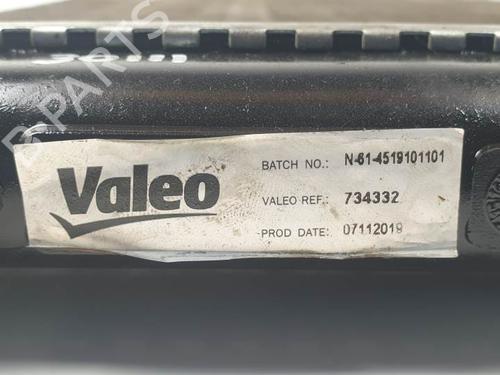 B-PARTS
Valeo
BATCH NO.: N-61-4519101101
VALEO REF.: 734332
PROD DATE: 07112019